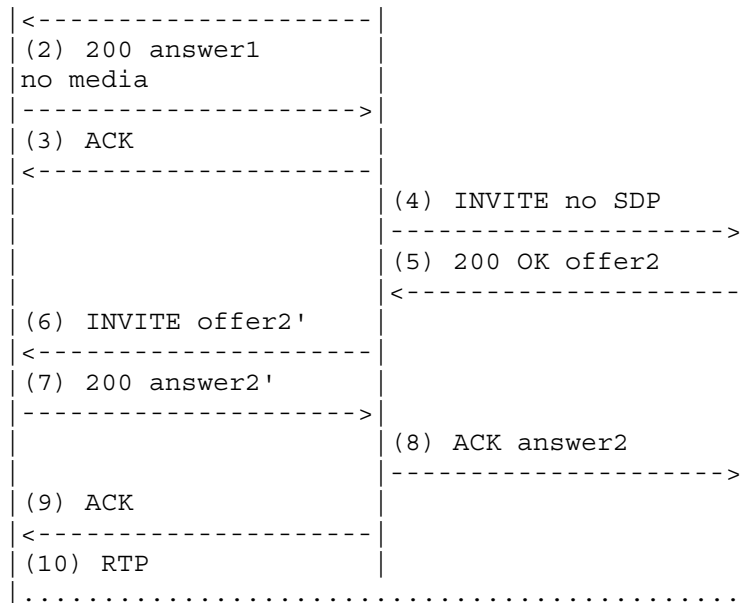 |<---------------------|
|(2) 200 answer1       |
|no media              |
|--------------------->|
|(3) ACK               |
|<---------------------|
|                      |(4) INVITE no SDP
|                      |--------------------->
|                      |(5) 200 OK offer2
|                      |<---------------------
|(6) INVITE offer2'    |
|<---------------------|
|(7) 200 answer2'      |
|--------------------->|
|                      |(8) ACK answer2
|                      |--------------------->
|(9) ACK               |
|<---------------------|
|(10) RTP              |
|.............................................